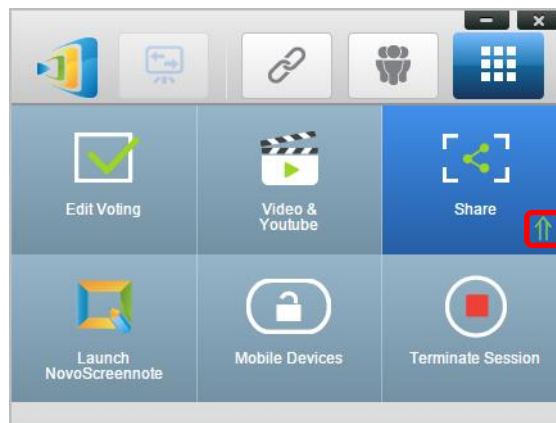 Edit Voting
Video &
Youtube
Share
Launch
NovoScreennote
Mobile Devices
Terminate Session